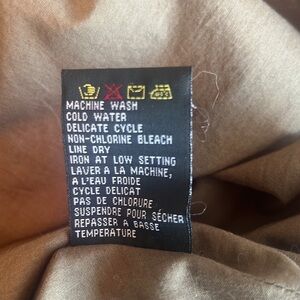 MACHINE WASH
COLD WATER
DELICATE CYCLE
NON-CHLORINE BLEACH
LINE DRY
IRON AT LOW SETTING
LAVER A LA MACHINE,
A L'EAU FROIDE
CYCLE DELICAT
PAS DE CHLORURE
SUSPENDRE POUR SÉCHER
REPASSER A BASSE
TEMPERATURE